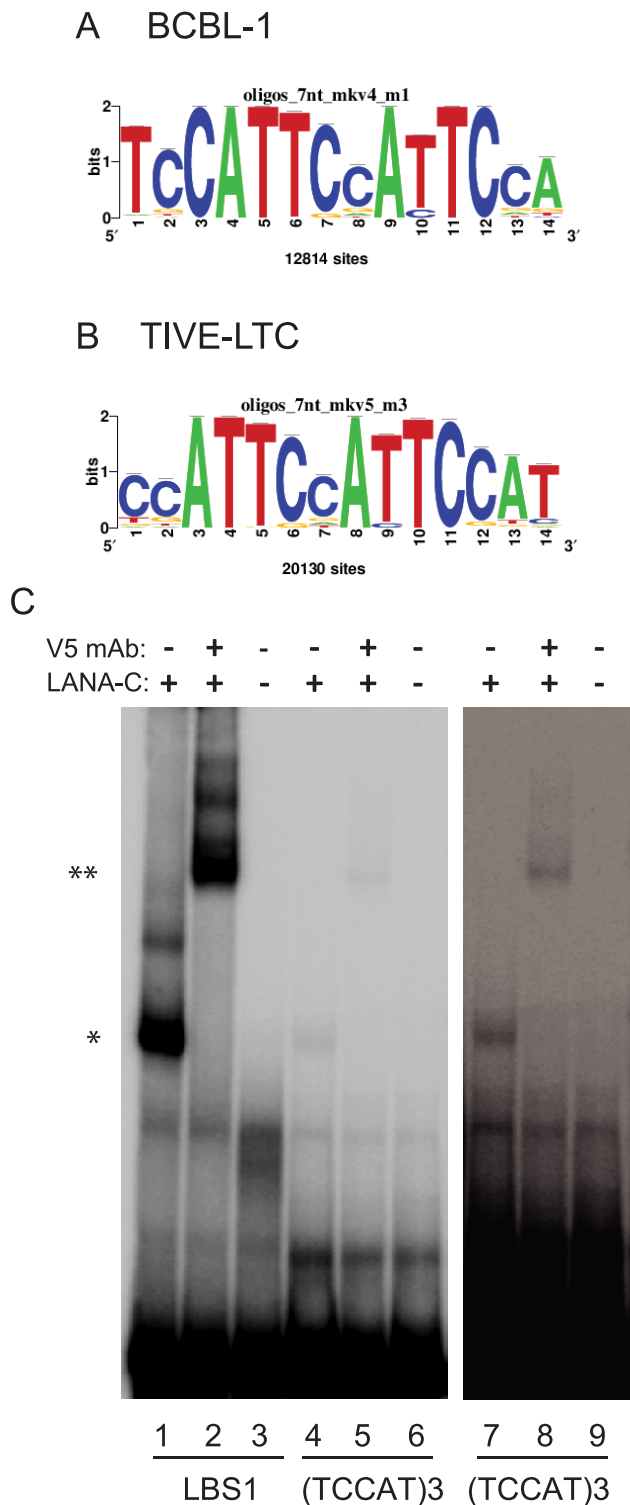 A BCBL-1
oligos_7nt_mkv4_m1
2
1
0
bits
TCCATTCCATTCCA
5′ 1 2 3 4 5 6 7 8 9 10 11 12 13 14 3′
12814 sites
B TIVE-LTC
oligos_7nt_mkv5_m3
2
1
0
bits
CCATTCCATTCCAT
5′ 1 2 3 4 5 6 7 8 9 10 11 12 13 14 3′
20130 sites
C
V5 mAb: - + - - + - - + -
LANA-C: + + - + + - + + -
**
*
1 2 3 4 5 6 7 8 9
LBS1 (TCCAT)3 (TCCAT)3